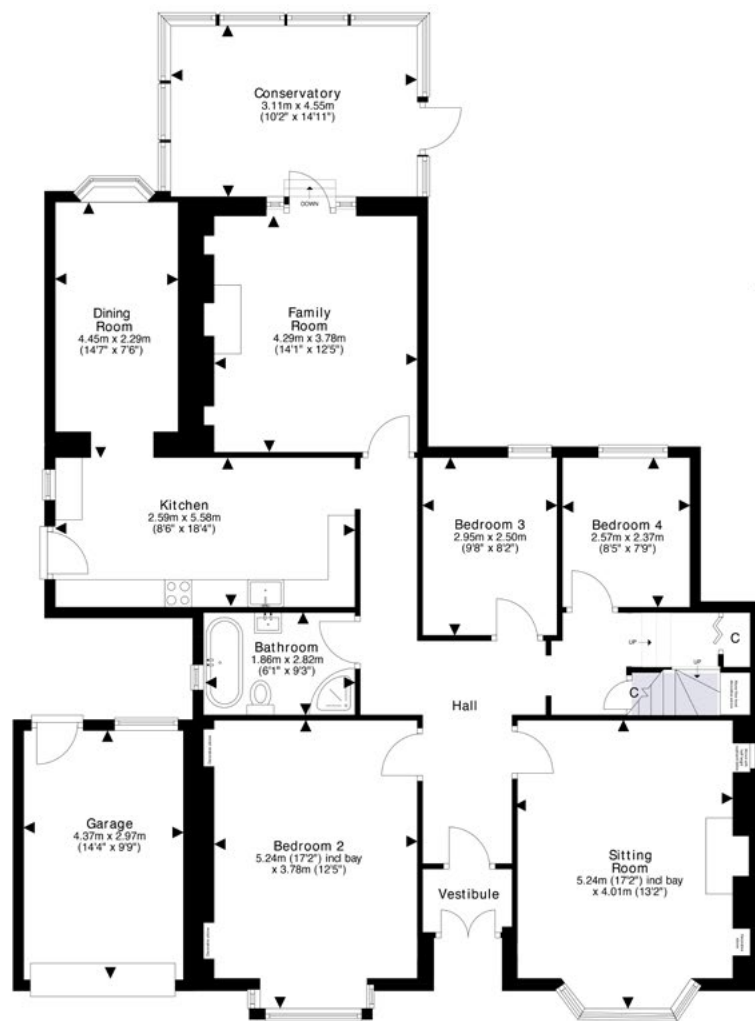 Conservatory
3.11m x 4.55m
(10'2" x 14'11")
DOWN
Dining
Room
4.45m x 2.29m
(14'7" x 7'6")
Family
Room
4.29m x 3.78m
(14'1" x 12'5")
Kitchen
2.59m x 5.58m
(8'6" x 18'4")
Bedroom 3
2.95m x 2.50m
(9'8" x 8'2")
Bedroom 4
2.57m x 2.37m
(8'5" x 7'9")
Bathroom
1.86m x 2.82m
(6'1" x 9'3")
UP
C
UP
C
Hall
Garage
4.37m x 2.97m
(14'4" x 9'9")
Bedroom 2
5.24m (17'2") incl bay
x 3.78m (12'5")
Vestibule
Sitting
Room
5.24m (17'2") incl bay
x 4.01m (13'2")